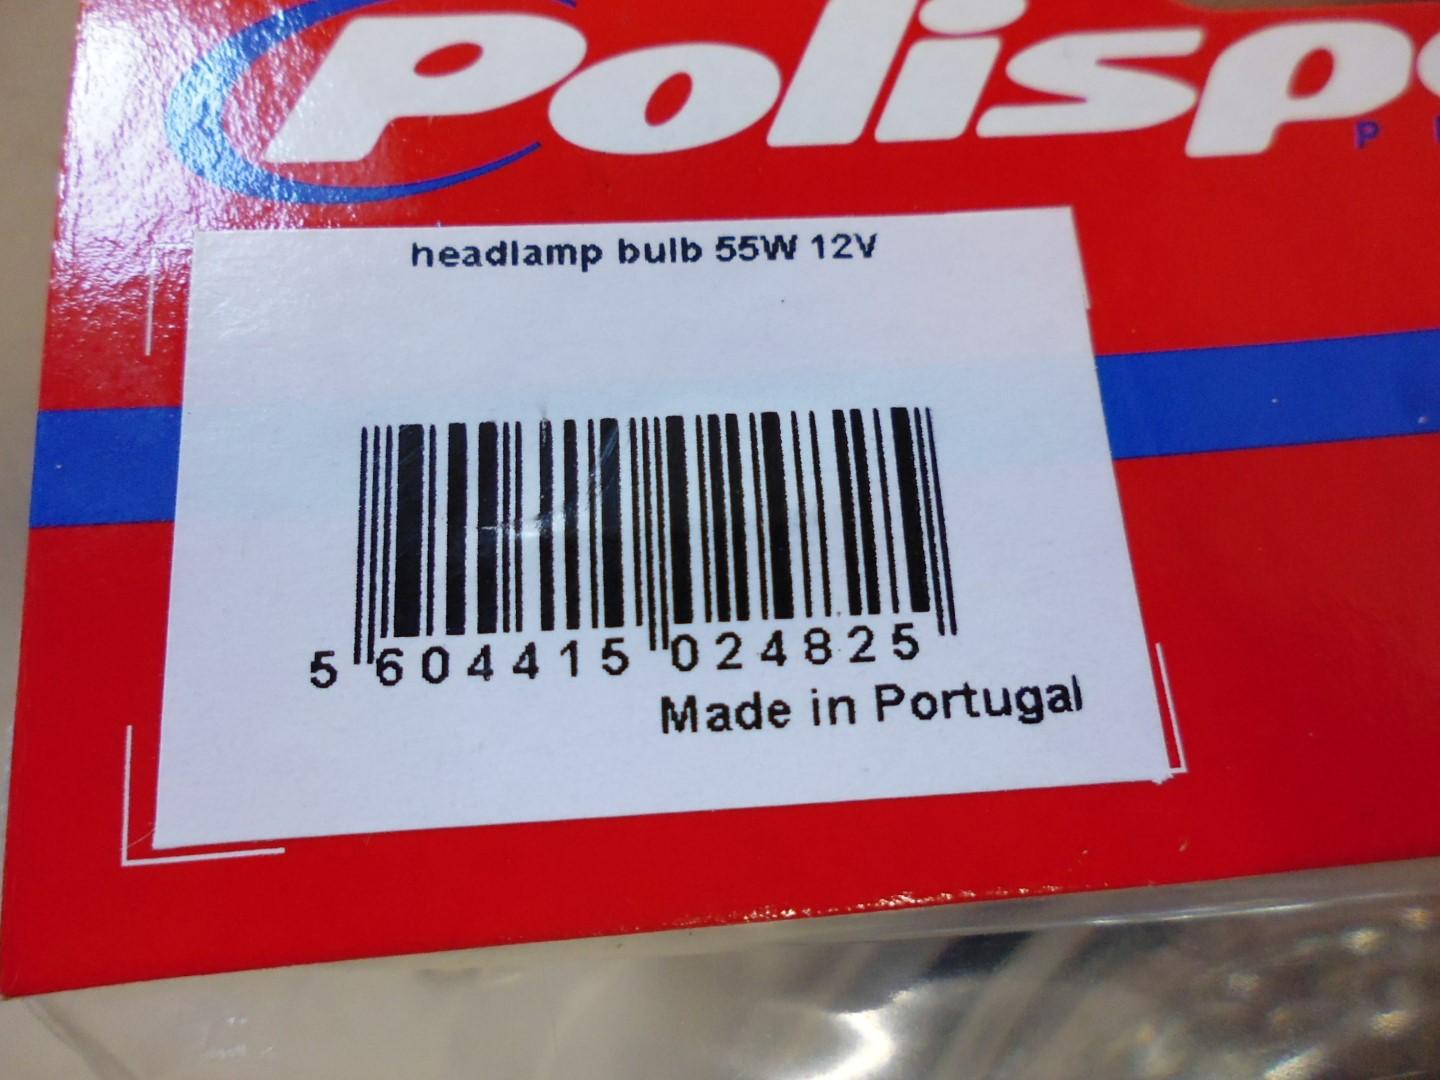 Polisp
headlamp bulb 55W 12V
5 604415 024825
Made in Portugal